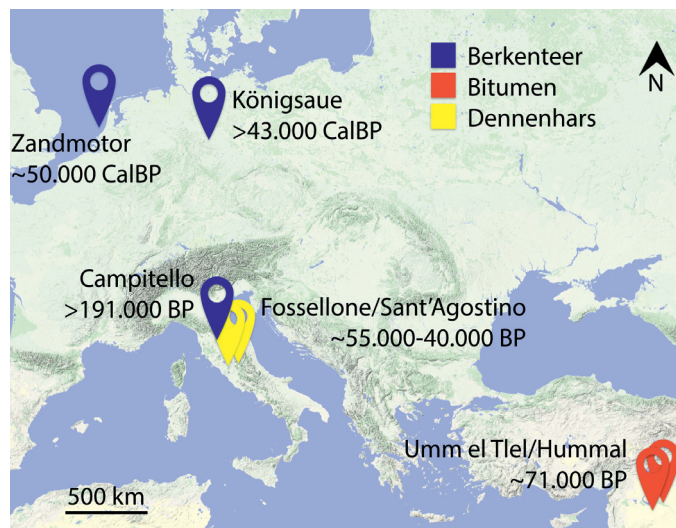 Berkenteer
Bitumen
Dennenhars
N
Königsaue
>43.000 CalBP
Zandmotor
~50.000 CalBP
Campitello
>191.000 BP
Fossellone/Sant'Agostino
~55.000-40.000 BP
Umm el Tlel/Hummal
~71.000 BP
500 km